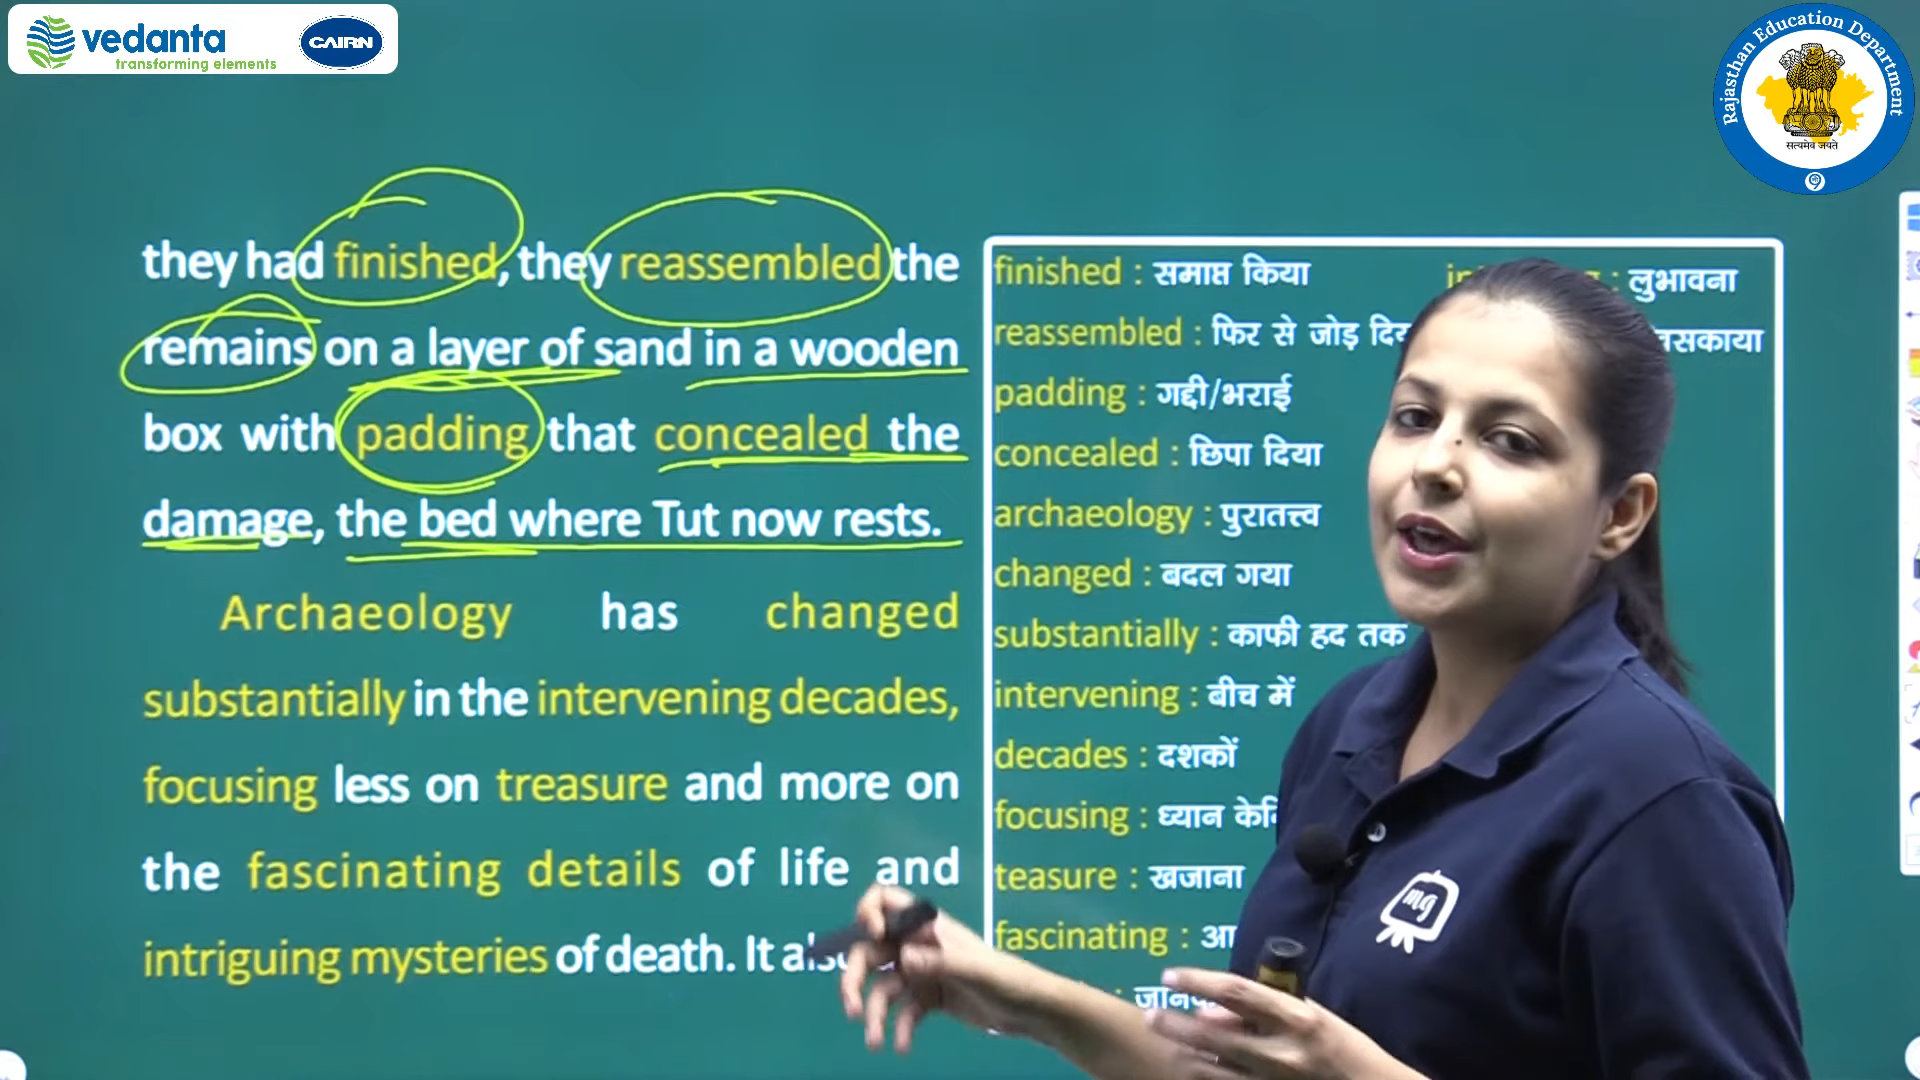 vedanta
transforming elements
CAIRN
Rajasthan Education Department
सत्यमेव जयते
they had finished, they reassembled the
remains on a layer of sand in a wooden
box with padding that concealed the
damage, the bed where Tut now rests.
Archaeology has changed
substantially in the intervening decades,
focusing less on treasure and more on
the fascinating details of life and
intriguing mysteries of death. It
finished : समाप्त किया
reassembled : फिर से जोड़
padding : गद्दी/भराई
concealed : छिपा दिया
archaeology : पुरातत्त्व
changed : बदल गया
substantially : काफी हद तक
intervening : बीच में
decades : दशकों
focusing : ध्यान
teasure : खजाना
fascinating :
: लुभावना
mg